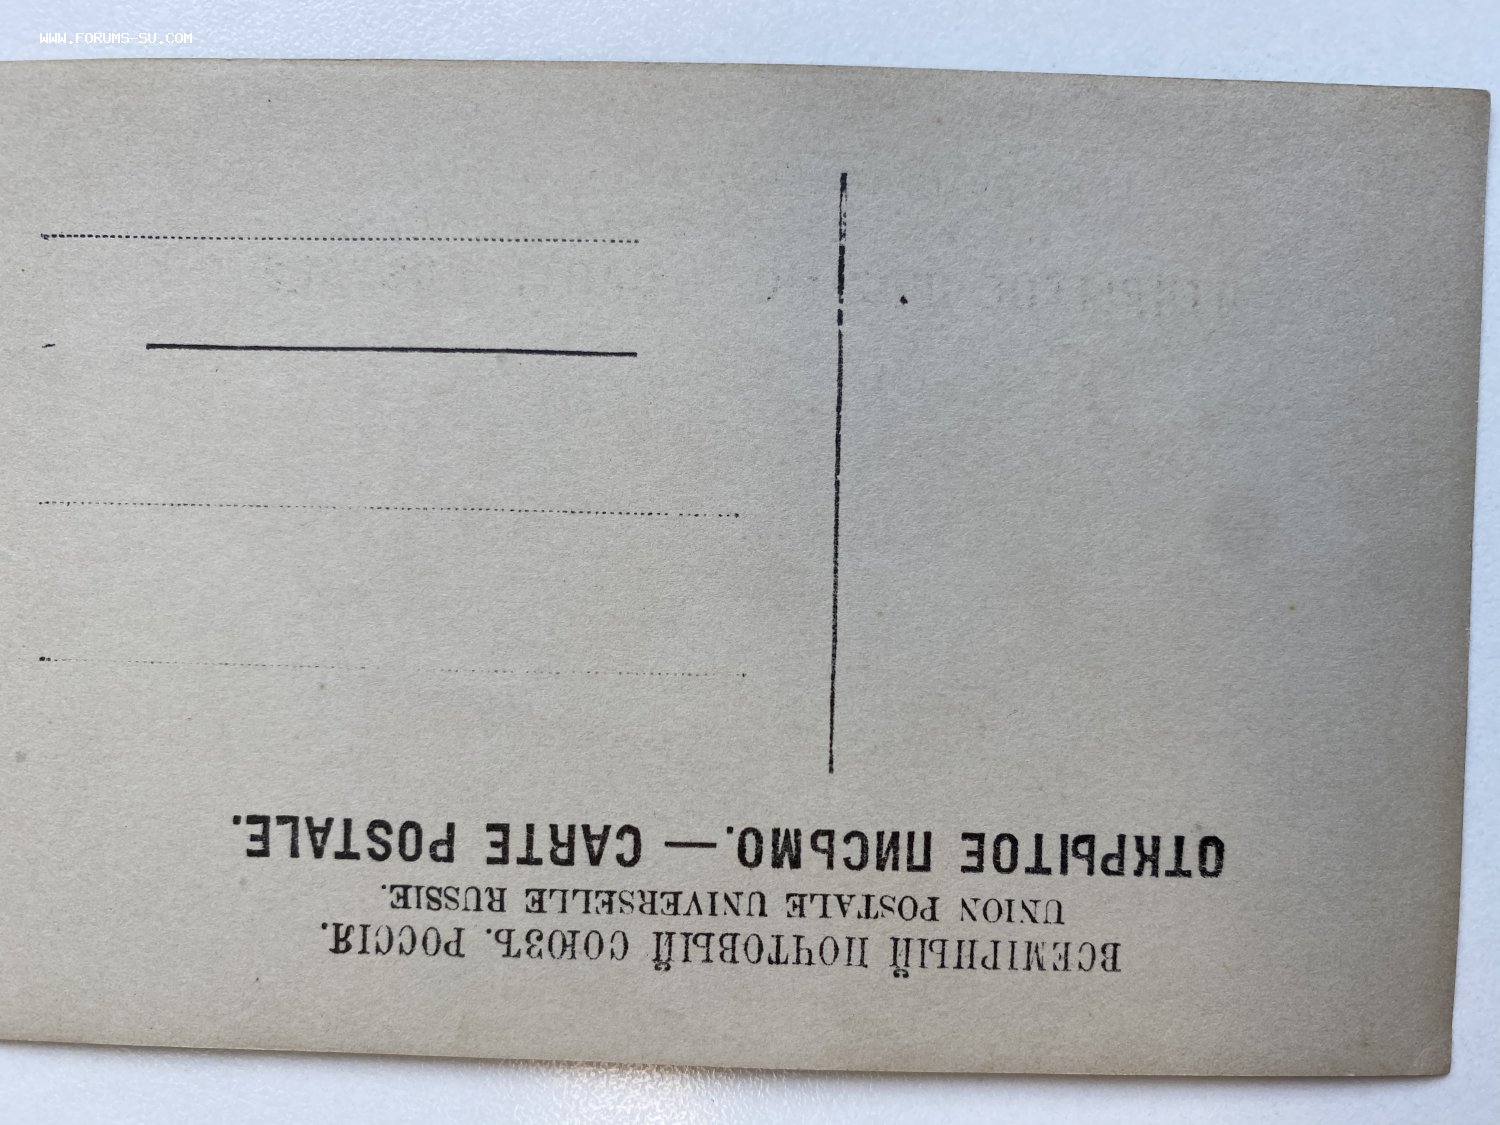 WWW.FORUMS-SU.COM
ВСЕМІРНЫЙ ПОЧТОВЫЙ СОЮЗЪ. РОССІЯ.
UNION POSTALE UNIVERSELLE RUSSIE.
ОТКРЫТОЕ ПИСЬМО. — CARTE POSTALE.